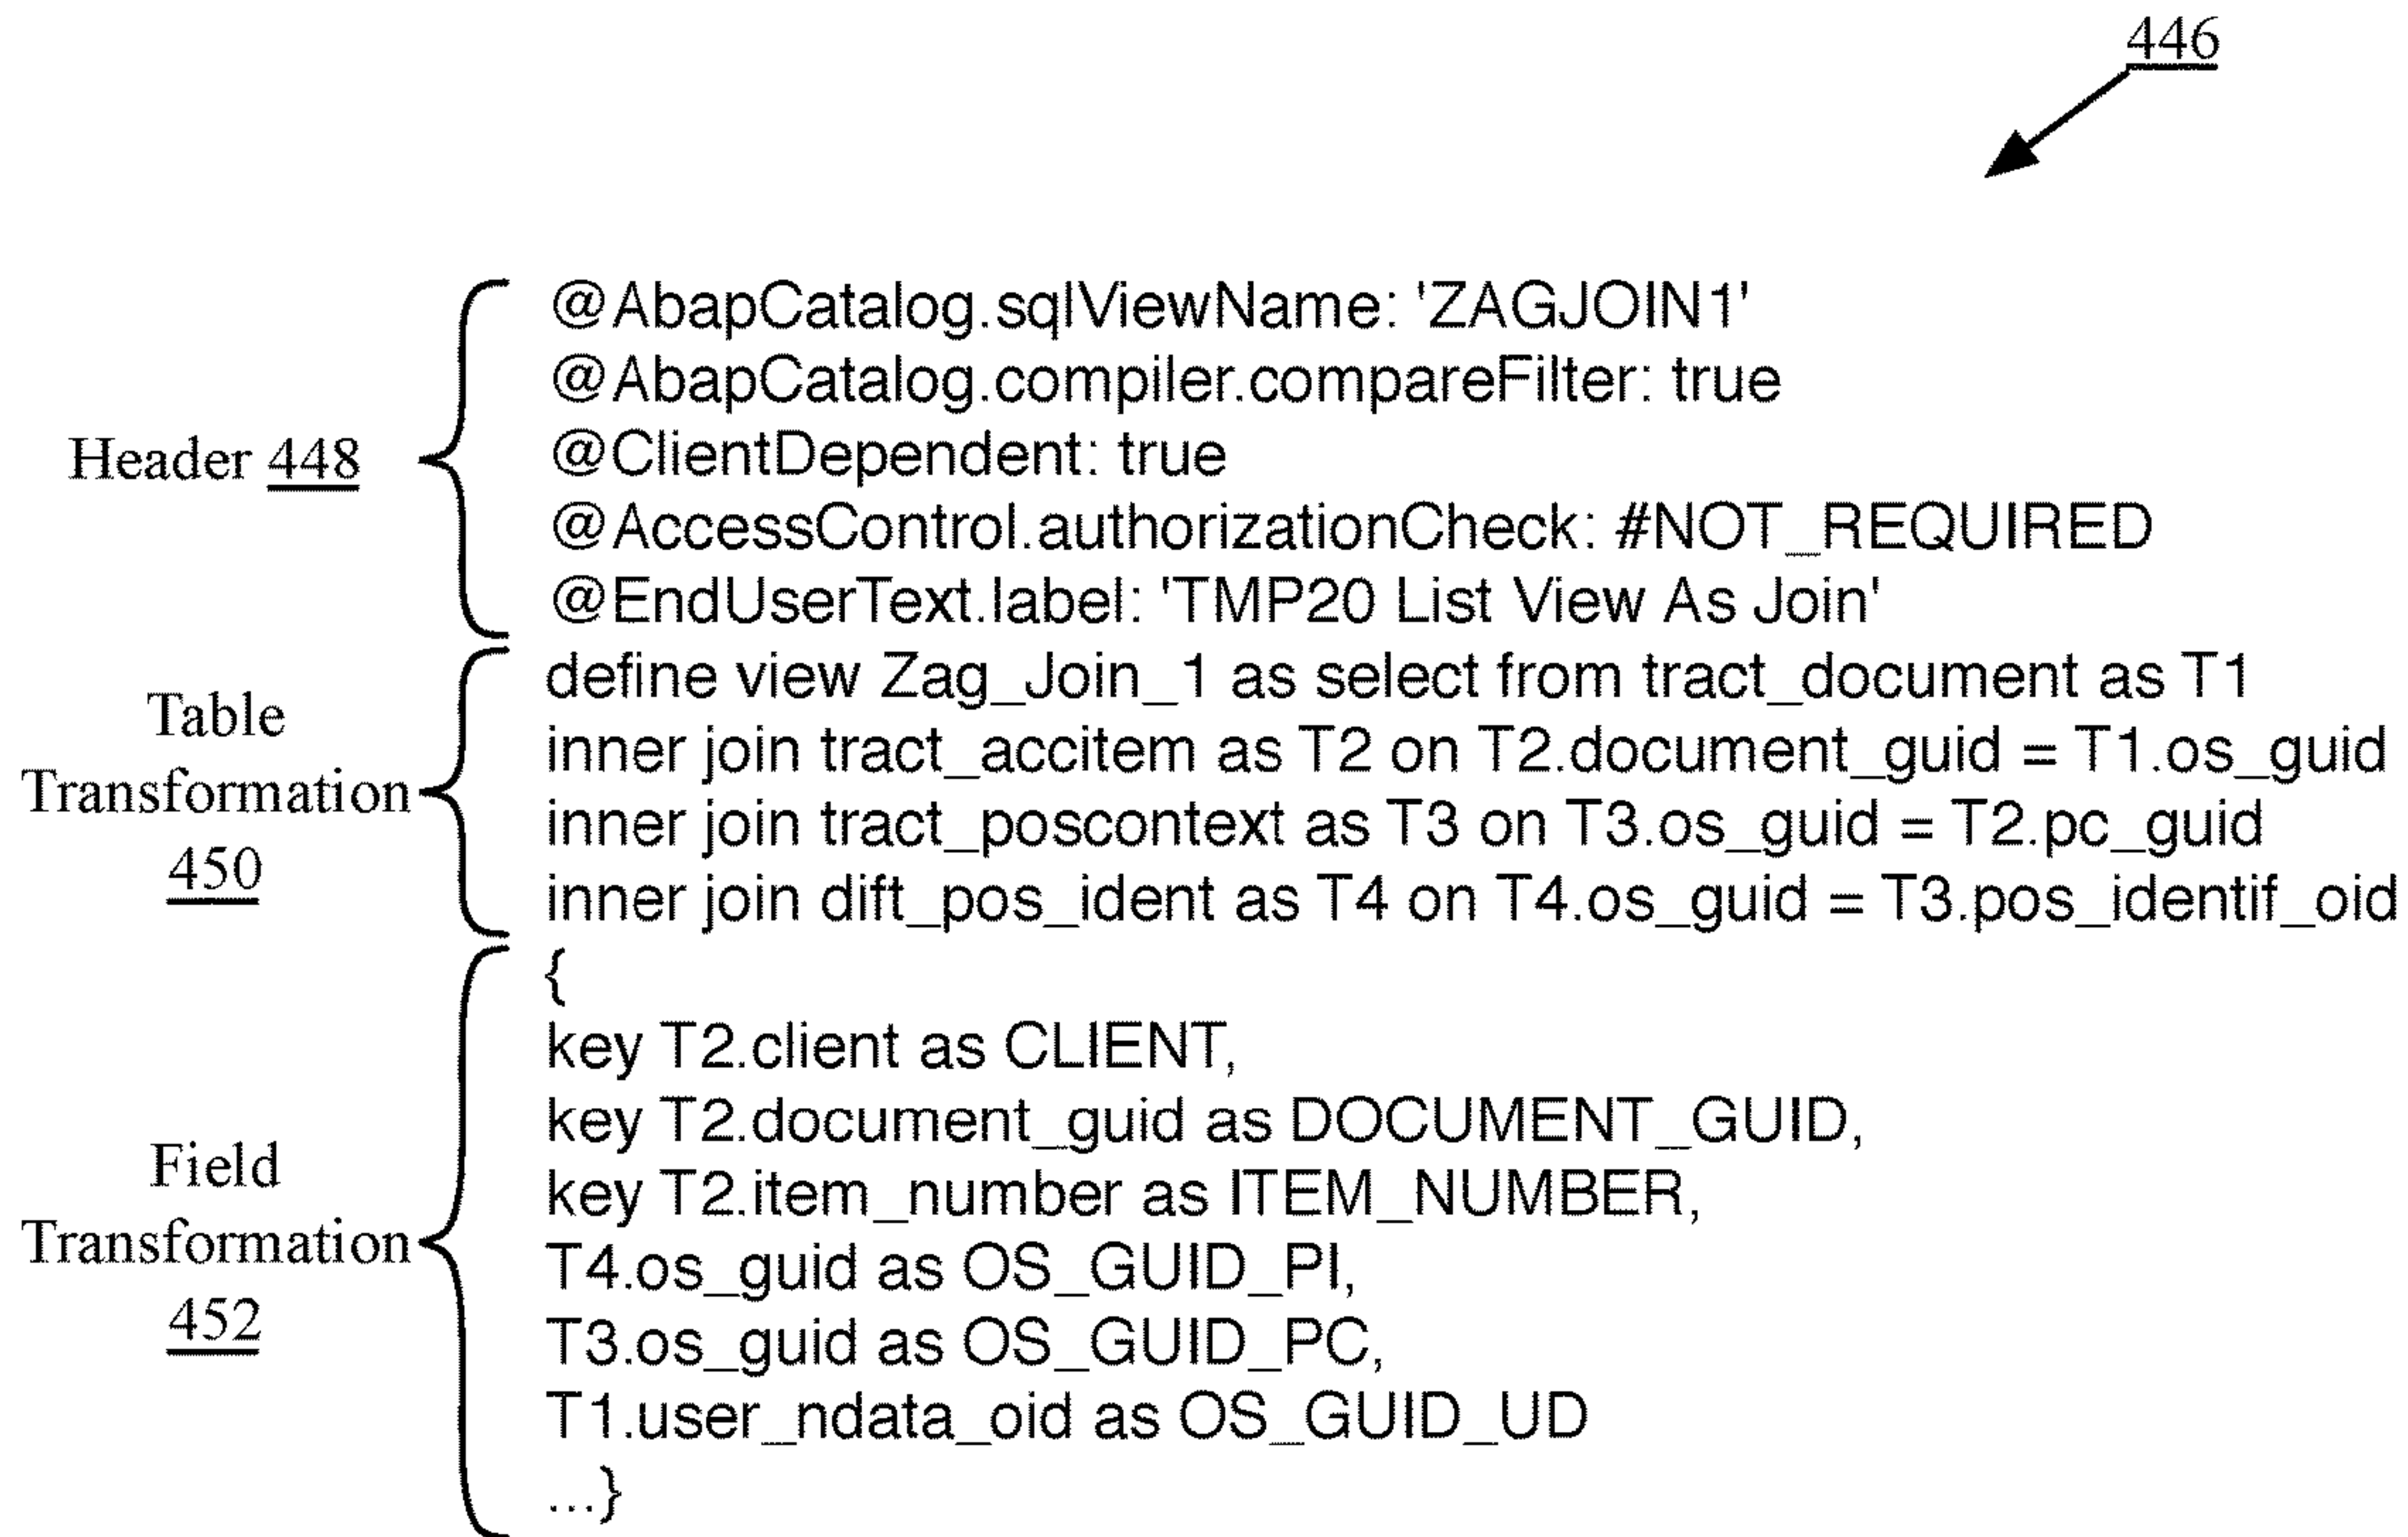 446
@AbapCatalog.sqlViewName: 'ZAGJOIN1'
@AbapCatalog.compiler.compareFilter: true
Header 448
@ClientDependent: true
@AccessControl.authorizationCheck: #NOT_REQUIRED
@EndUserText.label: 'TMP20 List View As Join'
Table
Transformation
450
define view Zag_Join_1 as select from tract_document as T1
inner join tract_accitem as T2 on T2.document_guid = T1.os_guid
inner join tract_poscontext as T3 on T3.os_guid = T2.pc_guid
inner join dift_pos_ident as T4 on T4.os_guid = T3.pos_identif_oid
Field
Transformation
452
{
key T2.client as CLIENT,
key T2.document_guid as DOCUMENT_GUID,
key T2.item_number as ITEM_NUMBER,
T4.os_guid as OS_GUID_PI,
T3.os_guid as OS_GUID_PC,
T1.user_ndata_oid as OS_GUID_UD
...}